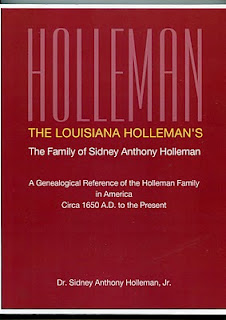 HOLLEMAN
THE LOUISIANA HOLLEMAN'S
The Family of Sidney Anthony Holleman
A Genealogical Reference of the Holleman Family
in America
Circa 1650 A.D. to the Present
Dr. Sidney Anthony Holleman, Jr.